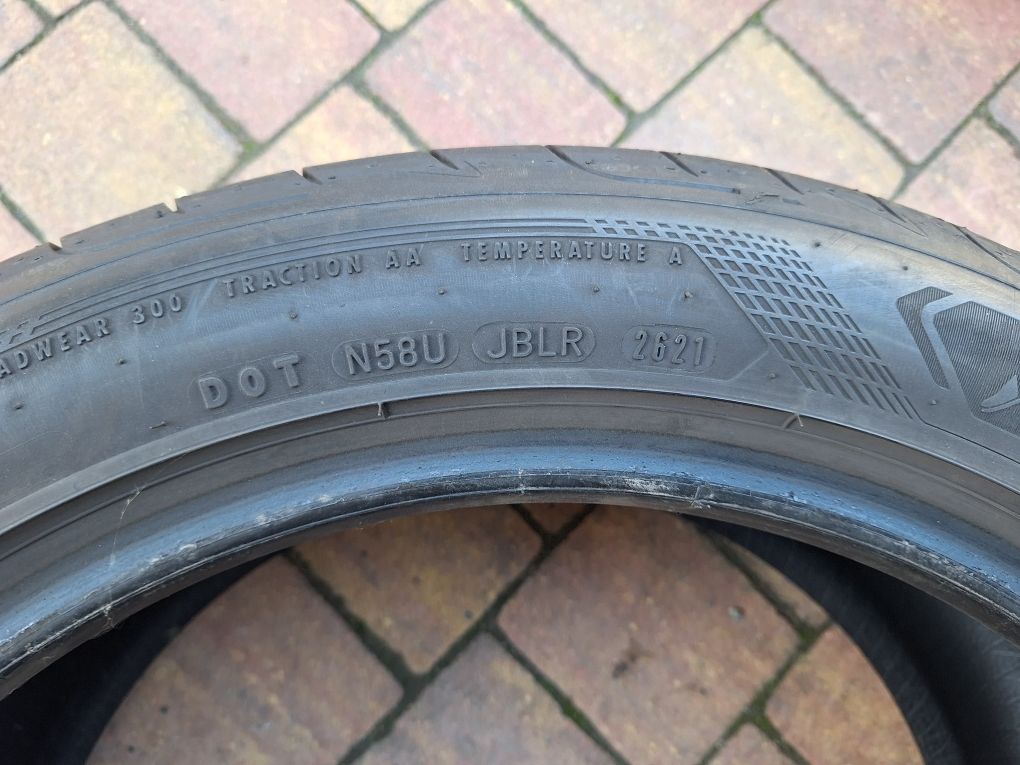 ADWEAR 300 TRACTION AA TEMPERATURE A
DOT N58U JBLR 2621